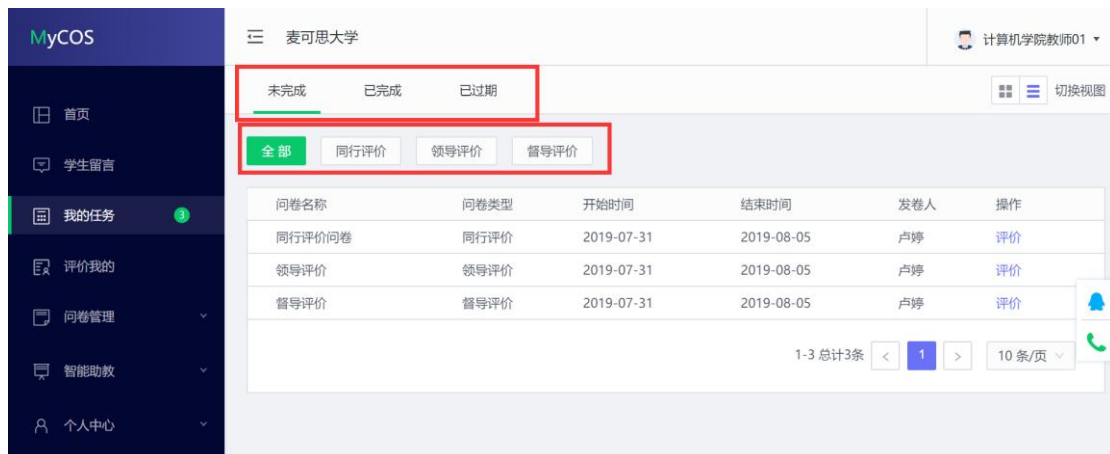 MyCOS
麦可思大学
计算机学院教师01
未完成 已完成 已过期
切换视图
首页
全部 同行评价 领导评价 督导评价
学生留言
我的任务 3
评价我的
问卷管理
智能助教
个人中心
问卷名称 问卷类型 开始时间 结束时间 发卷人 操作
同行评价问卷 同行评价 2019-07-31 2019-08-05 卢婷 评价
领导评价 领导评价 2019-07-31 2019-08-05 卢婷 评价
督导评价 督导评价 2019-07-31 2019-08-05 卢婷 评价
1-3 总计3条 < 1 > 10 条/页